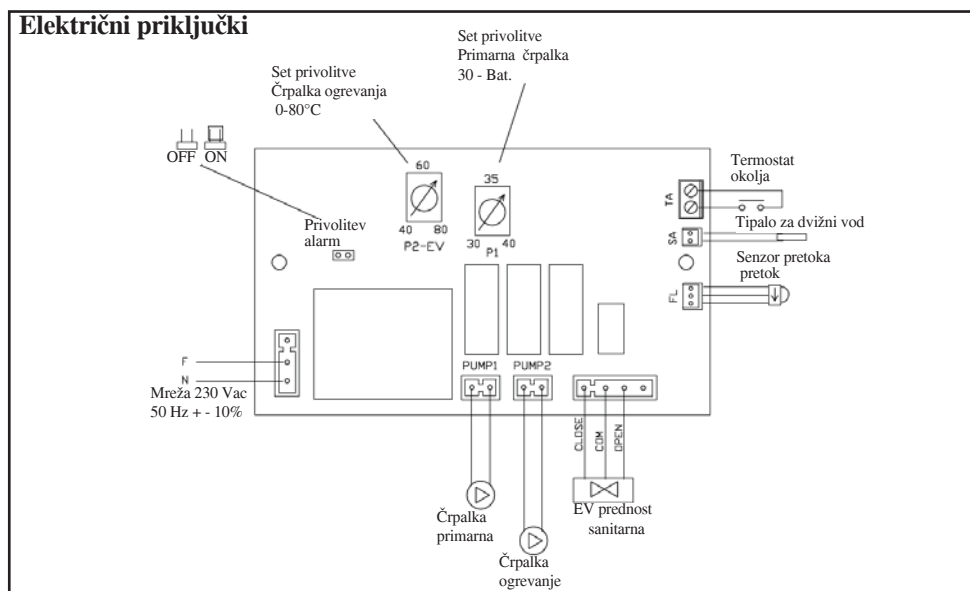 Električni priključki
Set privolitve
Primarna črpalka
30 - Bat.
Set privolitve
Črpalka ogrevanja
0-80°C
OFF ON
60
40 80
P2-EV
35
30 40
P1
Privolitev
alarm
Termostat
okolja
TA
Tipalo za dvižni vod
SA
Senzor pretoka
pretok
FL
F
N
Mreža 230 Vac
50 Hz + - 10%
PUMP1 PUMP2
CLOSE
COM
OPEN
Črpalka
primarna
Črpalka
ogrevanje
EV prednost
sanitarna